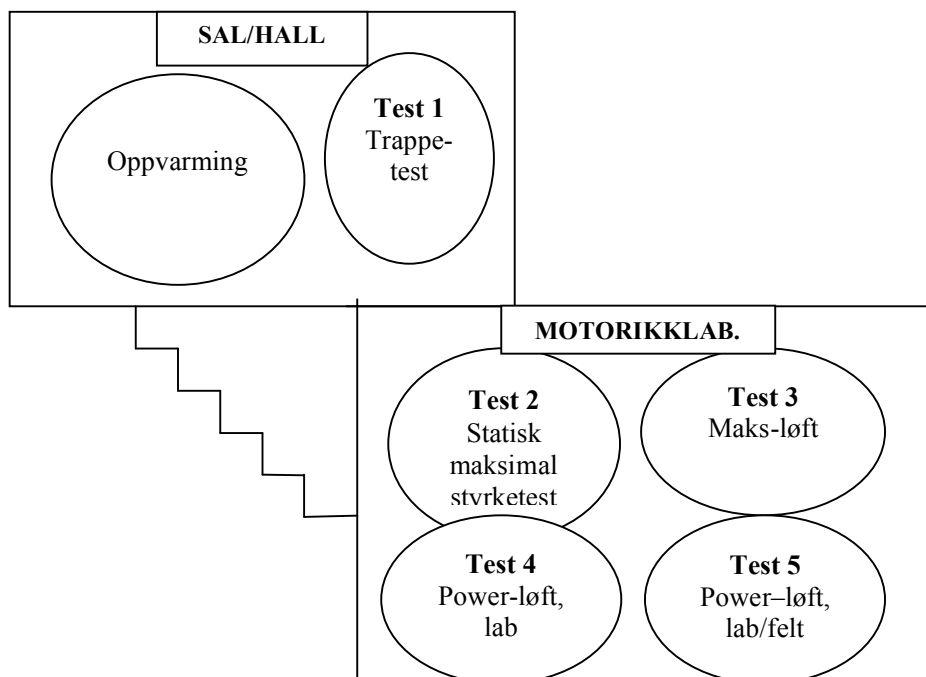 SAL/HALL
Oppvarming
Test 1
Trappe-
test
MOTORIKKLAB.
Test 2
Statisk
maksimal
styrketest
Test 3
Maks-løft
Test 4
Power-løft,
lab
Test 5
Power–løft,
lab/felt